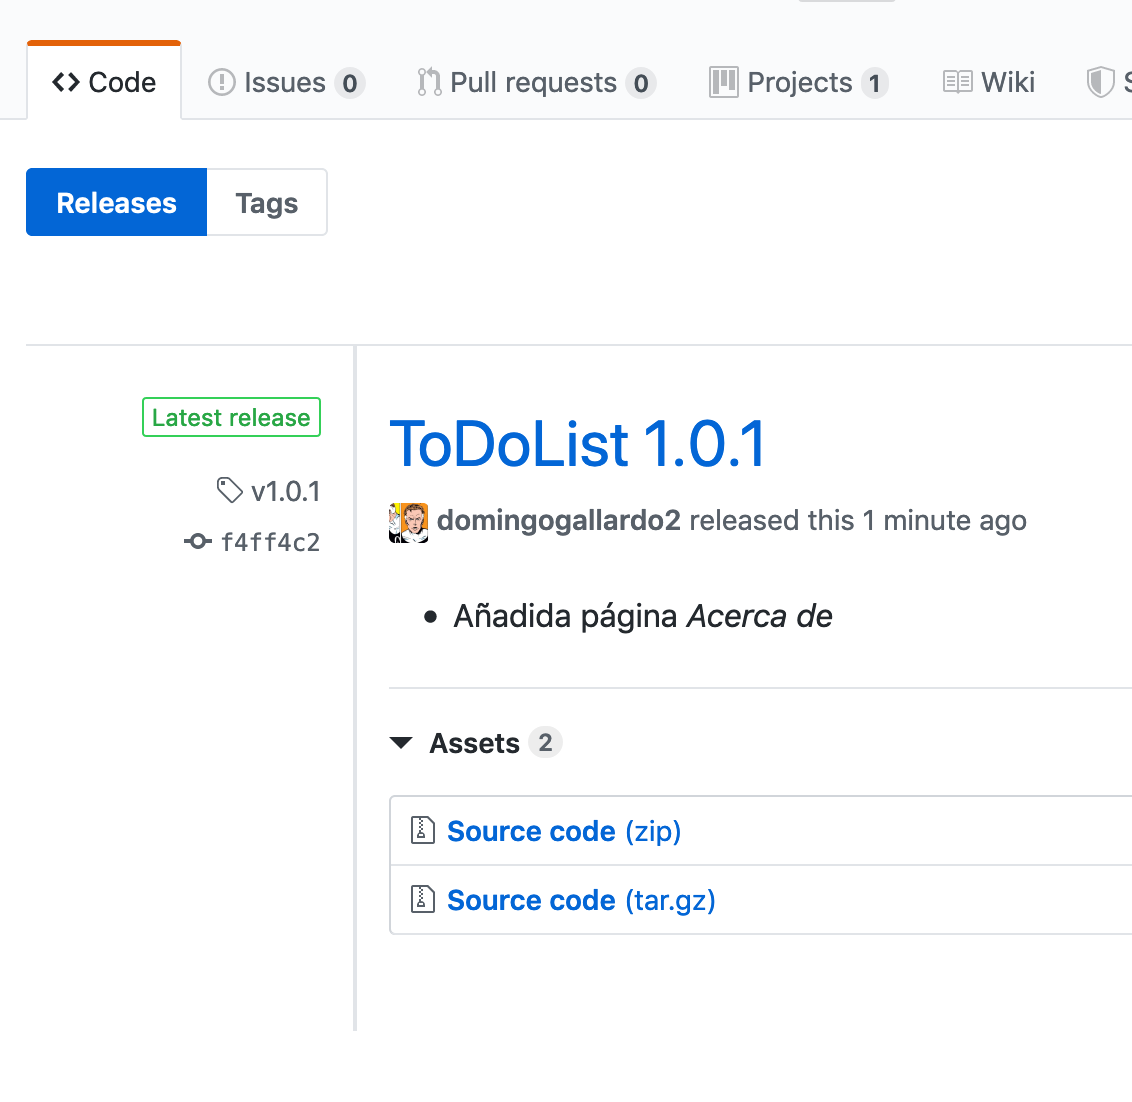 Code Issues 0 Pull requests 0 Projects 1 Wiki
Releases Tags
Latest release
v1.0.1
f4ff4c2
ToDoList 1.0.1
domingogallardo2 released this 1 minute ago
• Añadida página Acerca de
Assets 2
Source code (zip)
Source code (tar.gz)